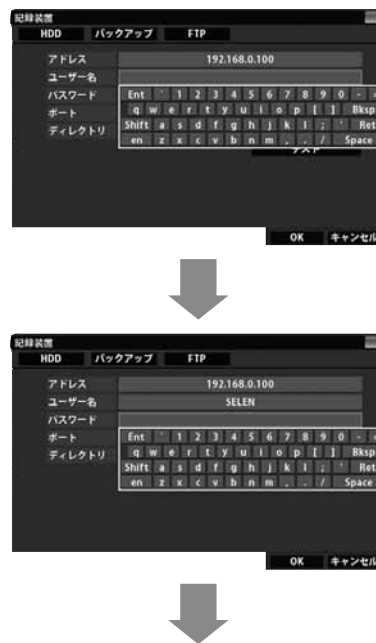 記録装置
HDD バックアップ FTP
アドレス 192.168.0.100
ユーザー名
パスワード
ポート
ディレクトリ
Ent ` 1 2 3 4 5 6 7 8 9 0 -
q w e r t y u i o p [ ] Bksp
Shift a s d f g h j k l ; ' Ret
en z x c v b n m , . / Space
テスト
OK キャンセル
記録装置
HDD バックアップ FTP
アドレス 192.168.0.100
ユーザー名 SELEN
パスワード
ポート
ディレクトリ
Ent ` 1 2 3 4 5 6 7 8 9 0 -
q w e r t y u i o p [ ] Bksp
Shift a s d f g h j k l ; ' Ret
en z x c v b n m , . / Space
OK キャンセル